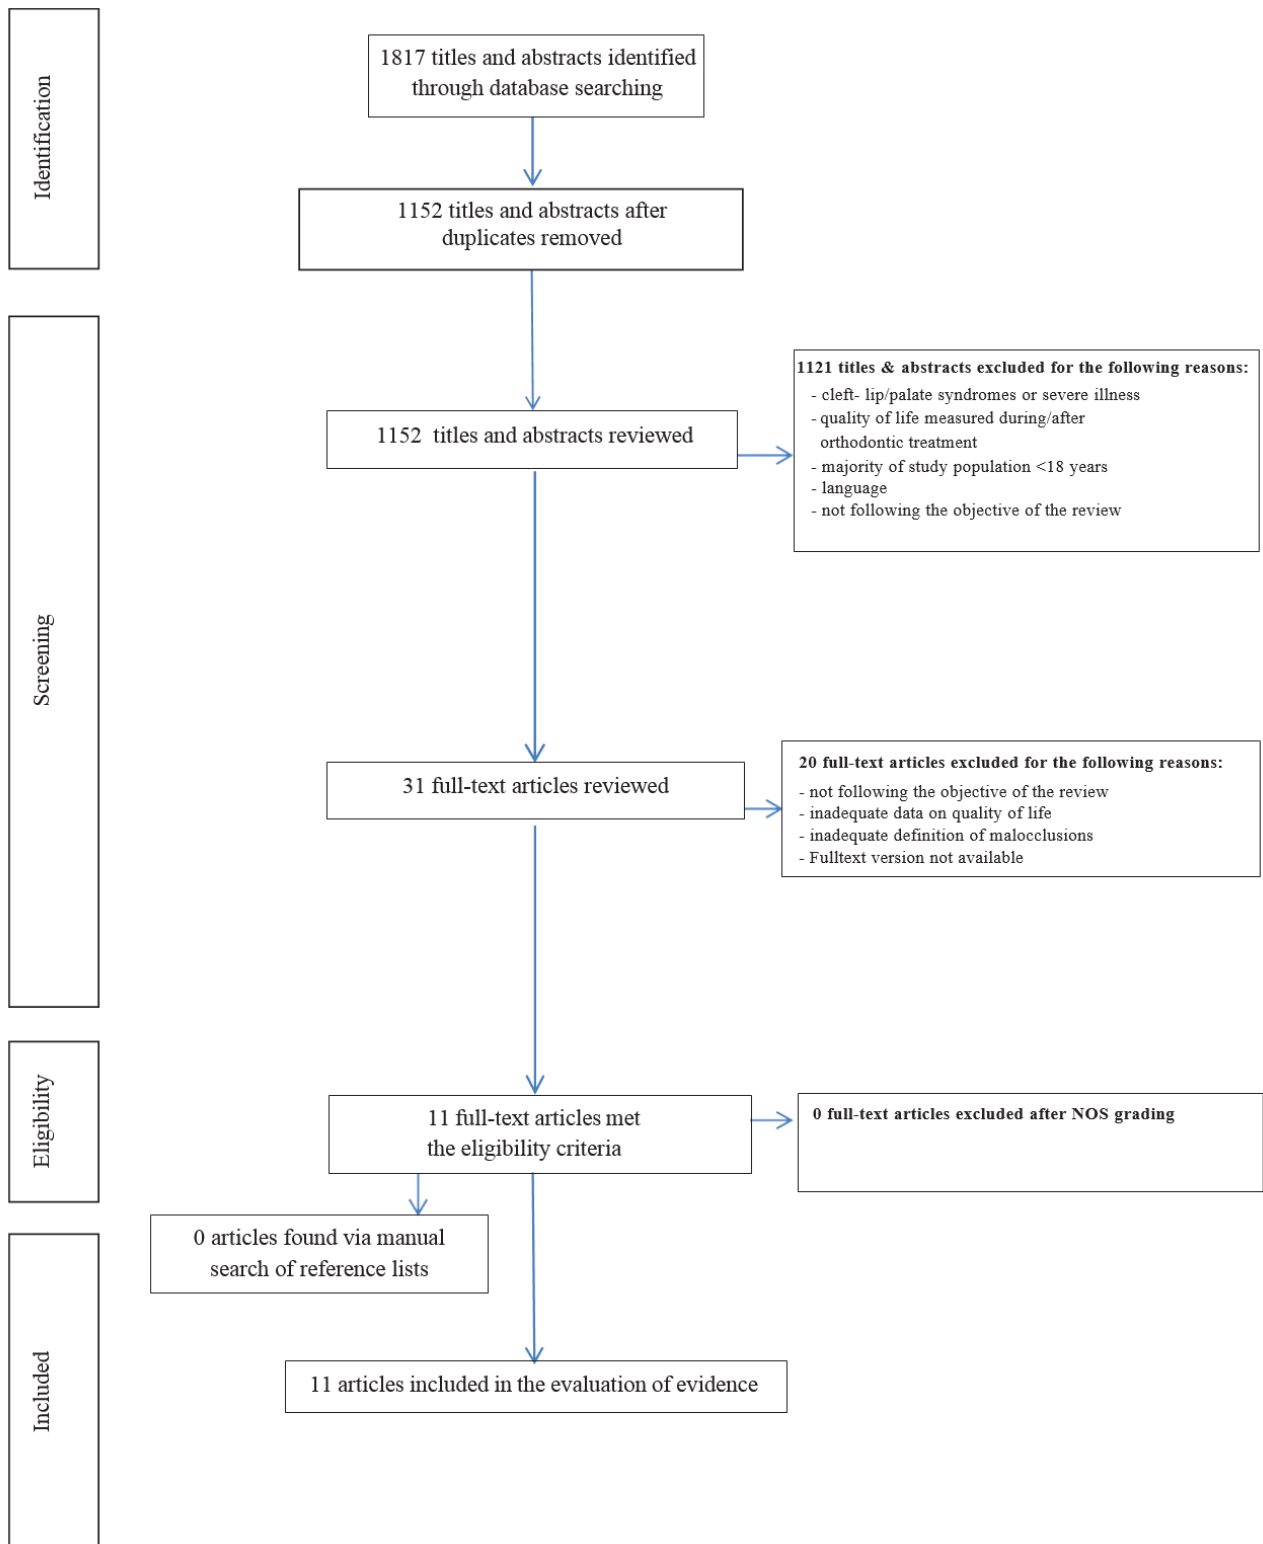 Identification
1817 titles and abstracts identified
through database searching
1152 titles and abstracts after
duplicates removed
Screening
1152 titles and abstracts reviewed
1121 titles & abstracts excluded for the following reasons:
- cleft- lip/palate syndromes or severe illness
- quality of life measured during/after
orthodontic treatment
- majority of study population <18 years
- language
- not following the objective of the review
31 full-text articles reviewed
20 full-text articles excluded for the following reasons:
- not following the objective of the review
- inadequate data on quality of life
- inadequate definition of malocclusions
- Fulltext version not available
Eligibility
11 full-text articles met
the eligibility criteria
0 full-text articles excluded after NOS grading
0 articles found via manual
search of reference lists
Included
11 articles included in the evaluation of evidence